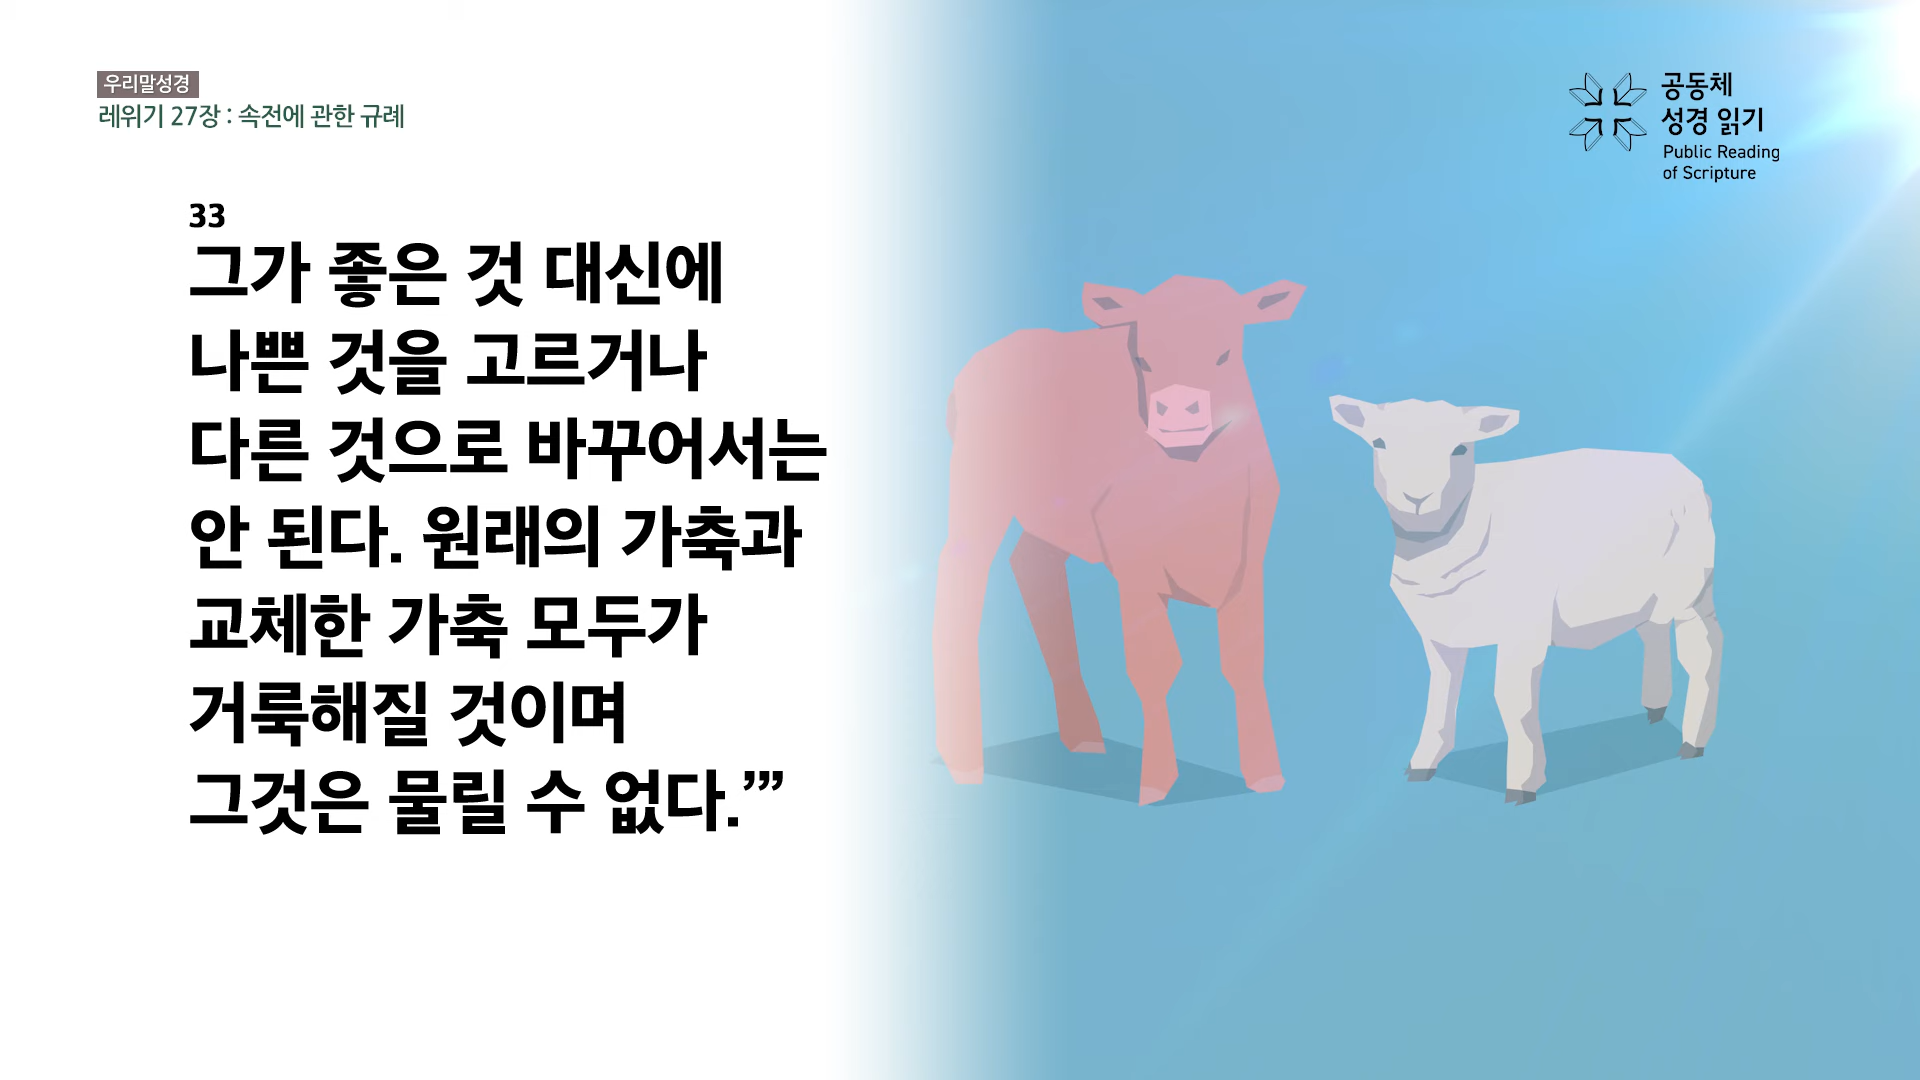 우리말성경
레위기 27장 : 속전에 관한 규례
공동체
성경 읽기
Public Reading
of Scripture
33
그가 좋은 것 대신에
나쁜 것을 고르거나
다른 것으로 바꾸어서는
안 된다. 원래의 가축과
교체한 가축 모두가
거룩해질 것이며
그것은 물릴 수 없다.’”